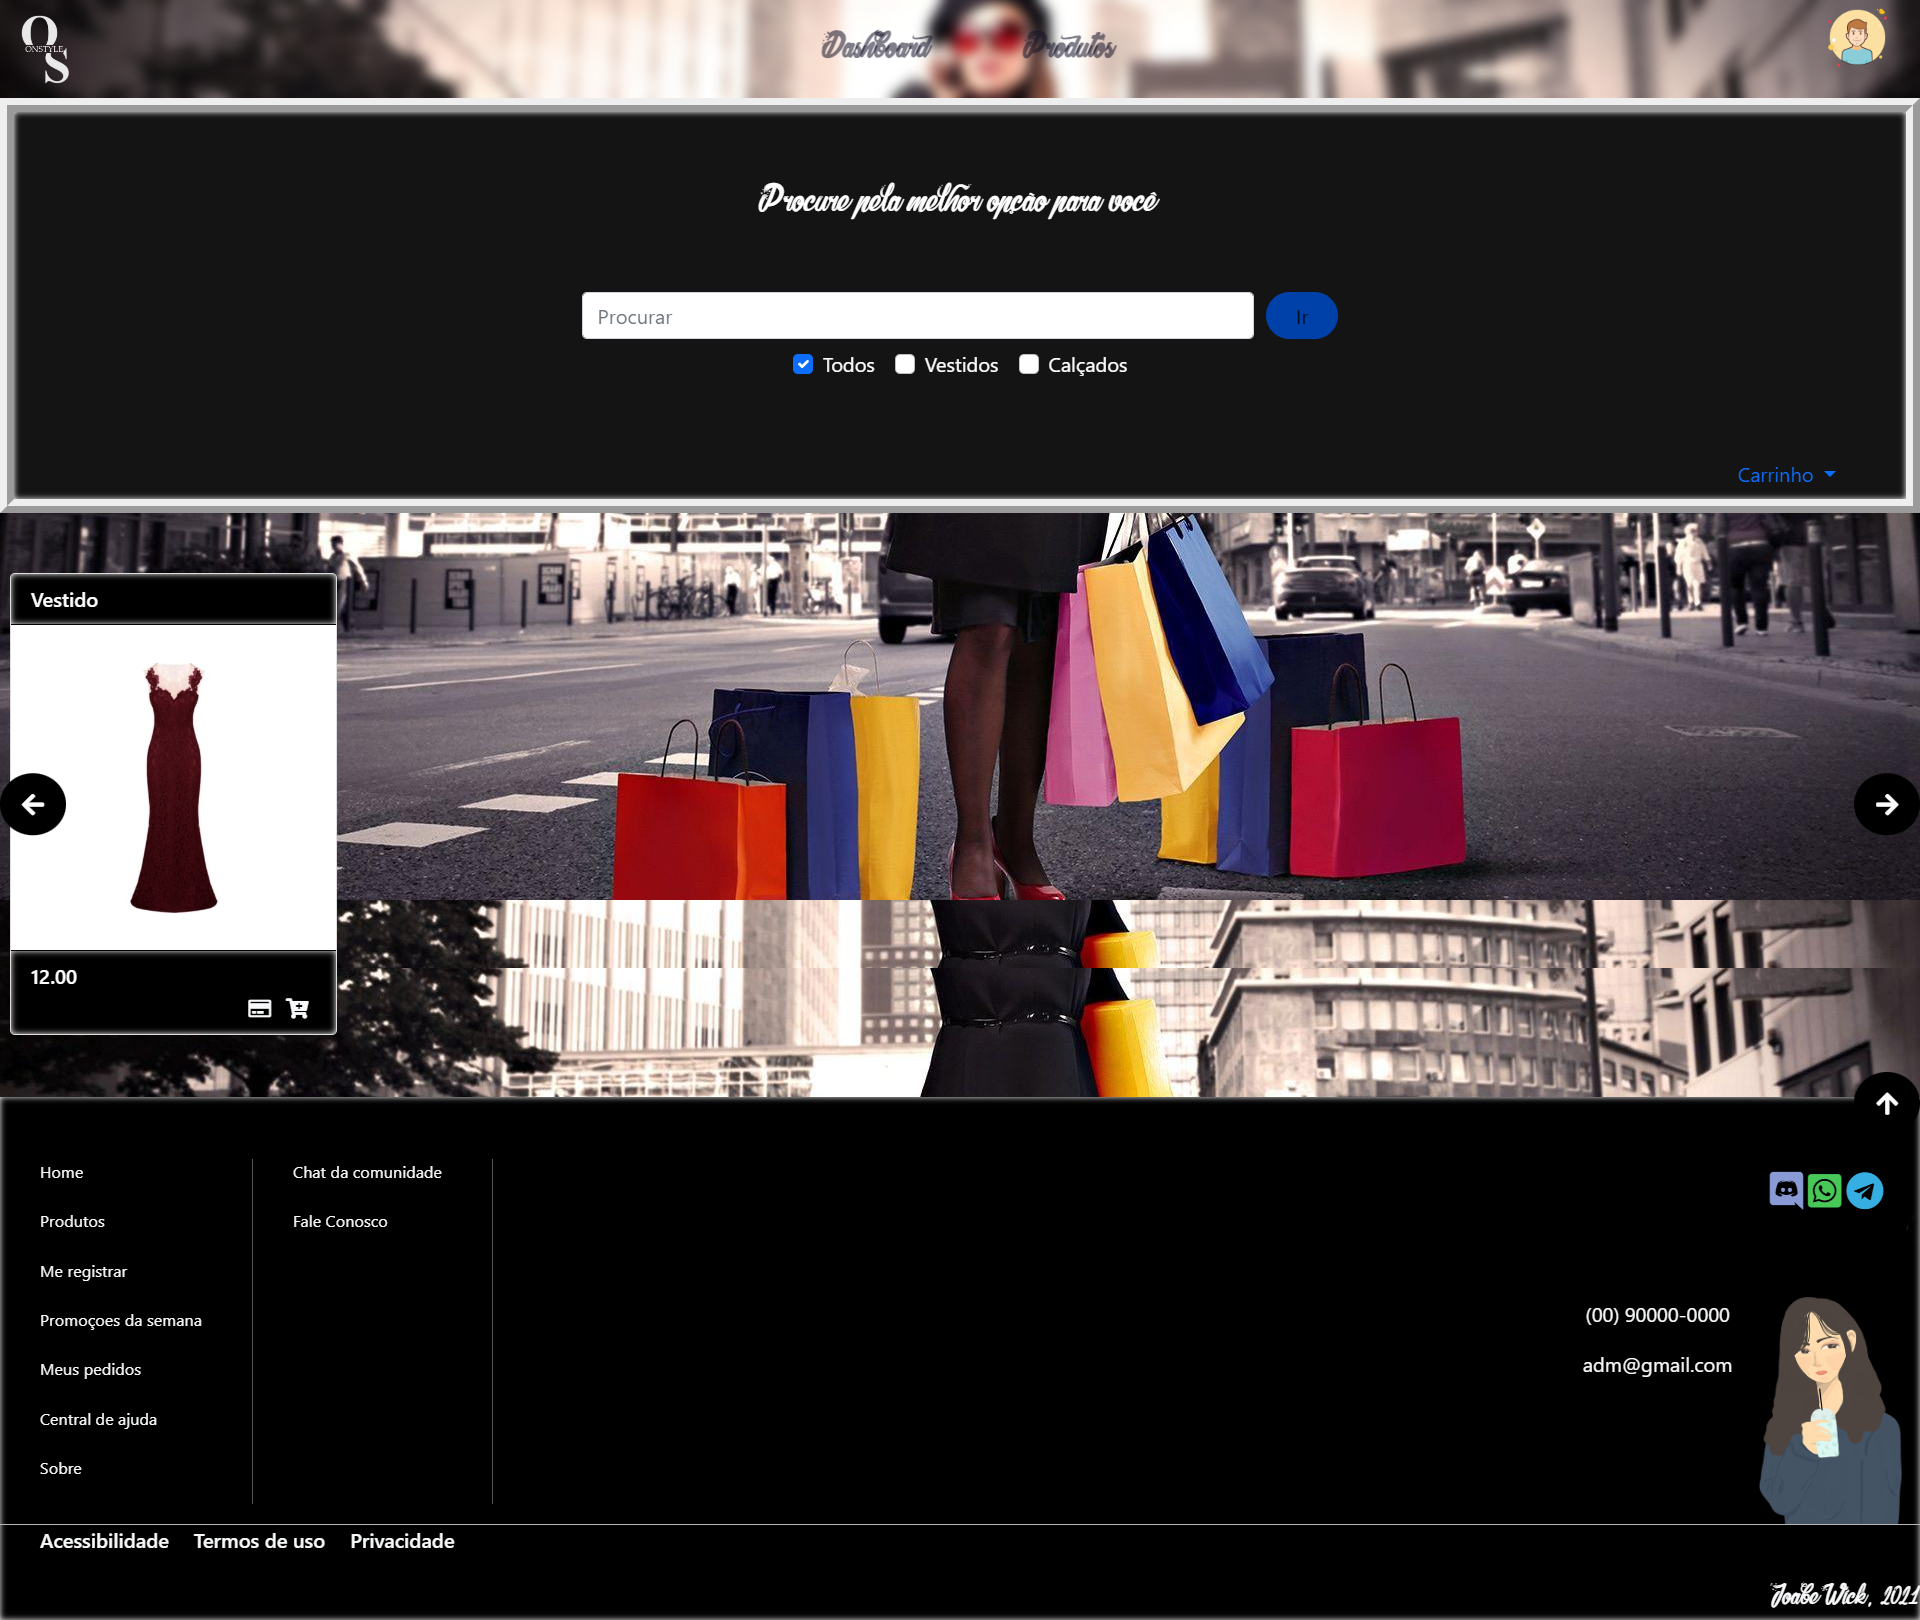 OS
ONSTYLE
Dashboard Produtos
Procure pela melhor opção para você
Procurar Ir
Todos Vestidos Calçados
Carrinho
Vestido
12.00
Home
Produtos
Me registrar
Promoçoes da semana
Meus pedidos
Central de ajuda
Sobre
Chat da comunidade
Fale Conosco
(00) 90000-0000
adm@gmail.com
Acessibilidade Termos de uso Privacidade
Joabe Wick, 2021